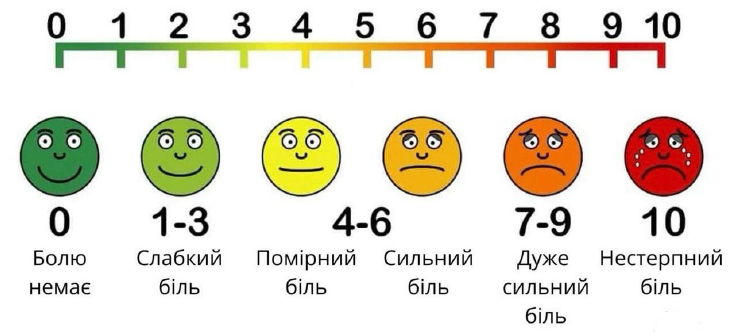 0 1 2 3 4 5 6 7 8 9 10
0 1-3 4-6 7-9 10
Болю Слабкий Помірний Сильний Дуже Нестерпний
немає біль біль біль сильний біль
біль